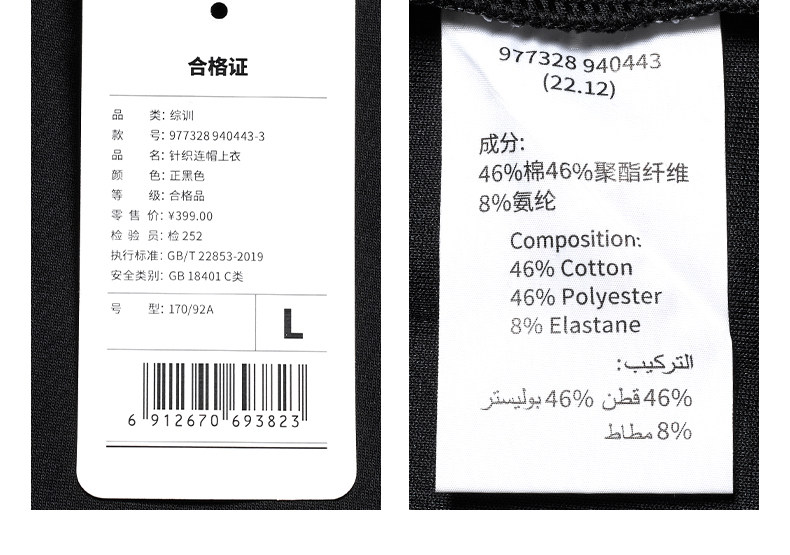 合格证
品 类: 综训
款 号: 977328 940443-3
品 名: 针织连帽上衣
颜 色: 正黑色
等 级: 合格品
零 售 价: ¥399.00
检 验 员: 检 252
执行标准: GB/T 22853-2019
安全类别: GB 18401 C类
号 型: 170/92A
L
6 912670 693823
977328 940443
(22.12)
成分:
46%棉46%聚酯纤维
8%氨纶
Composition:
46% Cotton
46% Polyester
8% Elastane
التركيب:
46% قطن 46% بوليستر
8% مطاط